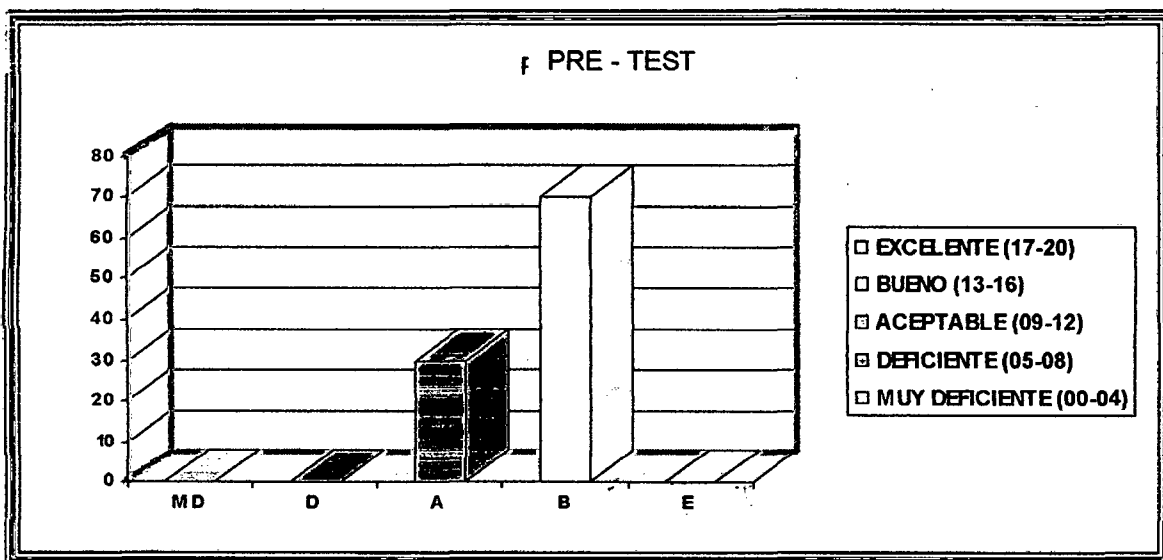 PRE - TEST
80
70
60
50
40
30
20
10
0
MD
D
A
B
E
EXCELENTE (17-20)
BUENO (13-16)
ACEPTABLE (09-12)
DEFICIENTE (05-08)
MUY DEFICIENTE (00-04)